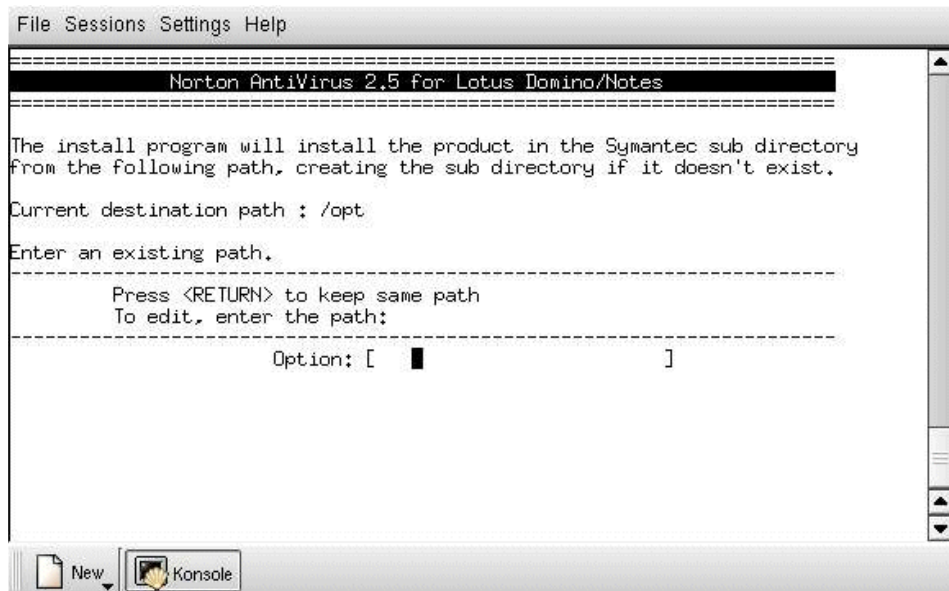 File Sessions Settings Help
========================================================================
Norton AntiVirus 2.5 for Lotus Domino/Notes
========================================================================
The install program will install the product in the Symantec sub directory
from the following path, creating the sub directory if it doesn't exist.
Current destination path : /opt
Enter an existing path.
------------------------------------------------------------------------
Press <RETURN> to keep same path
To edit, enter the path:
------------------------------------------------------------------------
Option: [ ]
New Konsole